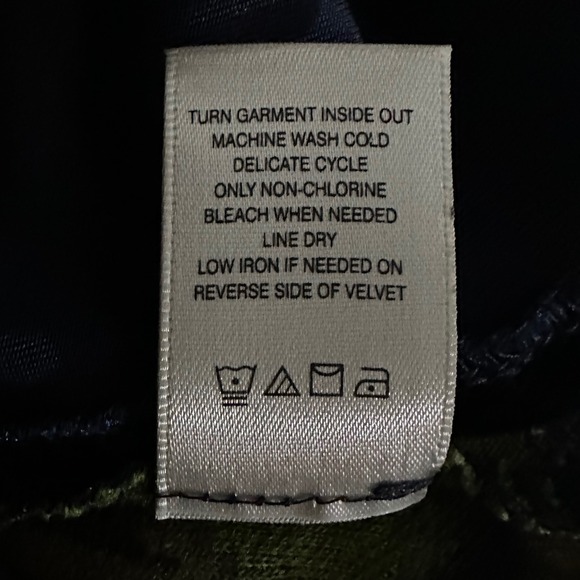 TURN GARMENT INSIDE OUT
MACHINE WASH COLD
DELICATE CYCLE
ONLY NON-CHLORINE
BLEACH WHEN NEEDED
LINE DRY
LOW IRON IF NEEDED ON
REVERSE SIDE OF VELVET